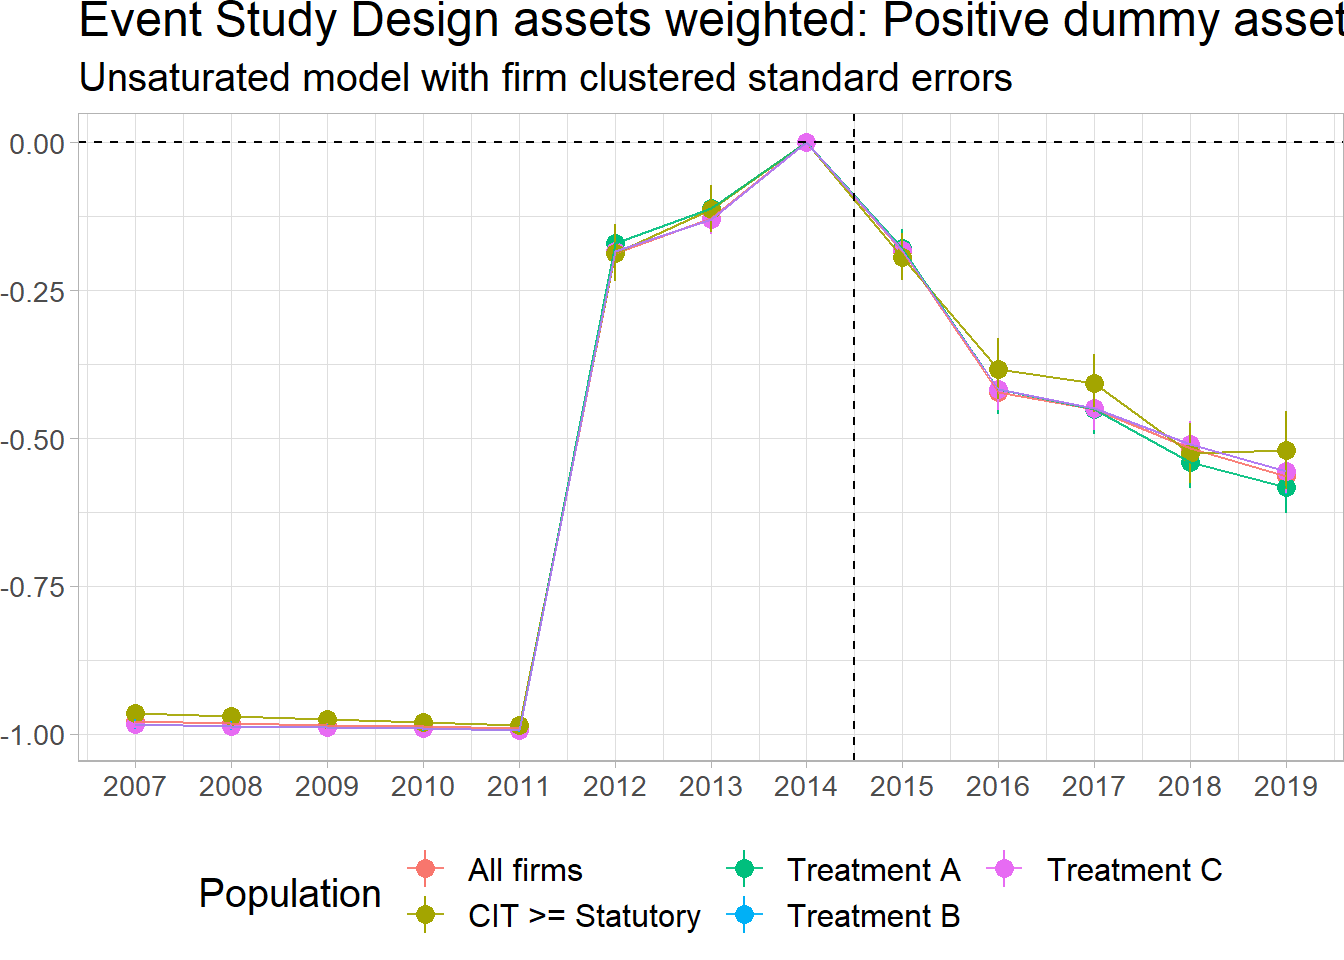 Event Study Design assets weighted: Positive dummy asset
Unsaturated model with firm clustered standard errors
0.00
-0.25
-0.50
-0.75
-1.00
2007 2008 2009 2010 2011 2012 2013 2014 2015 2016 2017 2018 2019
Population
All firms Treatment A Treatment C
CIT >= Statutory Treatment B